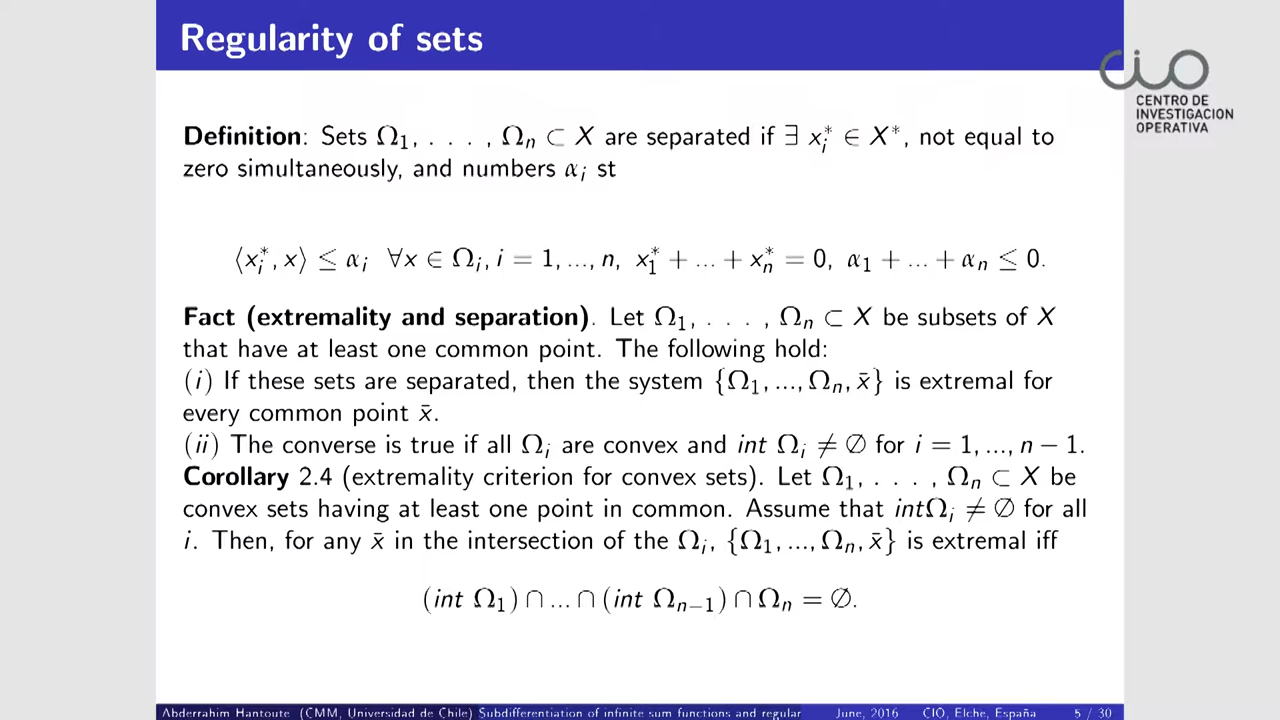 Regularity of sets
CIO
CENTRO DE
INVESTIGACION
OPERATIVA
Definition: Sets Ω₁, . . . , Ωₙ ⊂ X are separated if ∃ xᵢ* ∈ X*, not equal to
zero simultaneously, and numbers αᵢ st
⟨xᵢ*, x⟩ ≤ αᵢ ∀x ∈ Ωᵢ, i = 1, ..., n, x₁* + ... + xₙ* = 0, α₁ + ... + αₙ ≤ 0.
Fact (extremality and separation). Let Ω₁, . . . , Ωₙ ⊂ X be subsets of X
that have at least one common point. The following hold:
(i) If these sets are separated, then the system {Ω₁, ..., Ωₙ, x̄} is extremal for
every common point x̄.
(ii) The converse is true if all Ωᵢ are convex and int Ωᵢ ≠ ∅ for i = 1, ..., n − 1.
Corollary 2.4 (extremality criterion for convex sets). Let Ω₁, . . . , Ωₙ ⊂ X be
convex sets having at least one point in common. Assume that intΩᵢ ≠ ∅ for all
i. Then, for any x̄ in the intersection of the Ωᵢ, {Ω₁, ..., Ωₙ, x̄} is extremal iff
(int Ω₁) ∩ ... ∩ (int Ωₙ₋₁) ∩ Ωₙ = ∅.
Abderrahim Hantoute (CMM, Universidad de Chile) Subdifferentiation of infinite sum functions and regular June, 2016 CIO, Elche, España 5 / 30